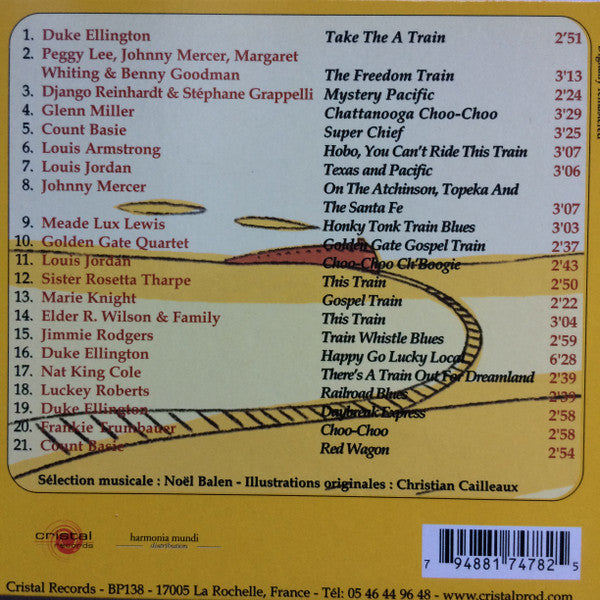 1. Duke Ellington Take The A Train 2'51
2. Peggy Lee, Johnny Mercer, Margaret
Whiting & Benny Goodman The Freedom Train 3'13
3. Django Reinhardt & Stéphane Grappelli Mystery Pacific 2'24
4. Glenn Miller Chattanooga Choo-Choo 3'29
5. Count Basie Super Chief 3'25
6. Louis Armstrong Hobo, You Can't Ride This Train 3'07
7. Louis Jordan Texas and Pacific 3'06
8. Johnny Mercer On The Atchinson, Topeka And
The Santa Fe 3'07
9. Meade Lux Lewis Honky Tonk Train Blues 3'03
10. Golden Gate Quartet Golden Gate Gospel Train 2'37
11. Louis Jordan Choo-Choo Ch'Boogie 2'43
12. Sister Rosetta Tharpe This Train 2'50
13. Marie Knight Gospel Train 2'22
14. Elder R. Wilson & Family This Train 3'04
15. Jimmie Rodgers Train Whistle Blues 2'59
16. Duke Ellington Happy Go Lucky Local 6'28
17. Nat King Cole There's A Train Out For Dreamland 2'39
18. Luckey Roberts Railroad Blues 2'39
19. Duke Ellington Daybreak Express 2'58
20. Frankie Trumbauer Choo-Choo 2'58
21. Count Basie Red Wagon 2'54
Sélection musicale : Noël Balen - Illustrations originales : Christian Cailleaux
cristal
records
harmonia mundi
distribution
7 94881 74782 5
Cristal Records - BP138 - 17005 La Rochelle, France - Tél: 05 46 44 96 48 - www.cristalprod.com